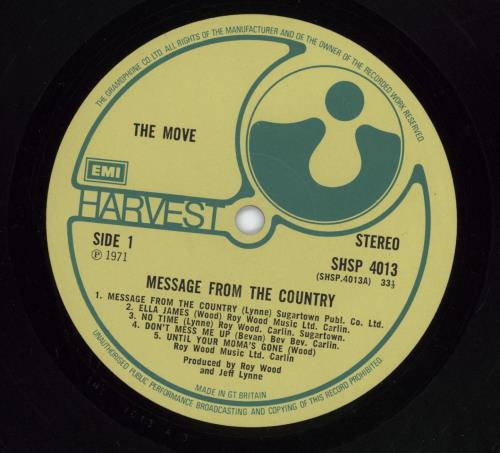 THE GRAMOPHONE CO. LTD. ALL RIGHTS OF THE MANUFACTURER AND OF THE OWNER OF THE RECORDED WORK RESERVED.
THE MOVE
EMI
HARVEST
SIDE 1
Ⓟ 1971
STEREO
SHSP 4013
(SHSP.4013A) 33⅓
MESSAGE FROM THE COUNTRY
1. MESSAGE FROM THE COUNTRY (Lynne) Sugartown Publ. Co. Ltd.
2. ELLA JAMES (Wood) Roy Wood Music Ltd. Carlin.
3. NO TIME (Lynne) Roy Wood. Carlin. Sugartown.
4. DON'T MESS ME UP (Bevan) Bev Bev. Carlin.
5. UNTIL YOUR MOMA'S GONE (Wood)
Roy Wood Music Ltd. Carlin
Produced by Roy Wood
and Jeff Lynne
MADE IN GT BRITAIN
UNAUTHORISED PUBLIC PERFORMANCE BROADCASTING AND COPYING OF THIS RECORD PROHIBITED.